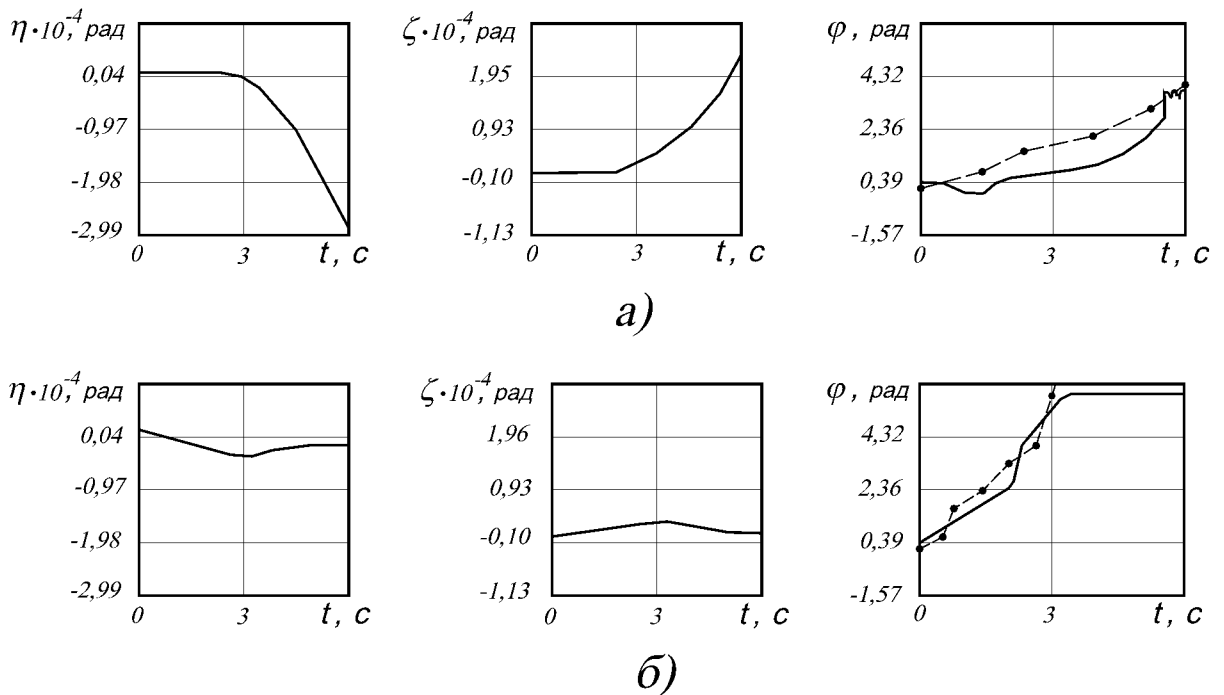 η·10⁻⁴, рад
0,04
-0,97
-1,98
-2,99
0 3 t, с
ζ·10⁻⁴, рад
1,95
0,93
-0,10
-1,13
0 3 t, с
φ, рад
4,32
2,36
0,39
-1,57
0 3 t, с
а)
η·10⁻⁴, рад
0,04
-0,97
-1,98
-2,99
0 3 t, с
ζ·10⁻⁴, рад
1,96
0,93
-0,10
-1,13
0 3 t, с
φ, рад
4,32
2,36
0,39
-1,57
0 3 t, с
б)